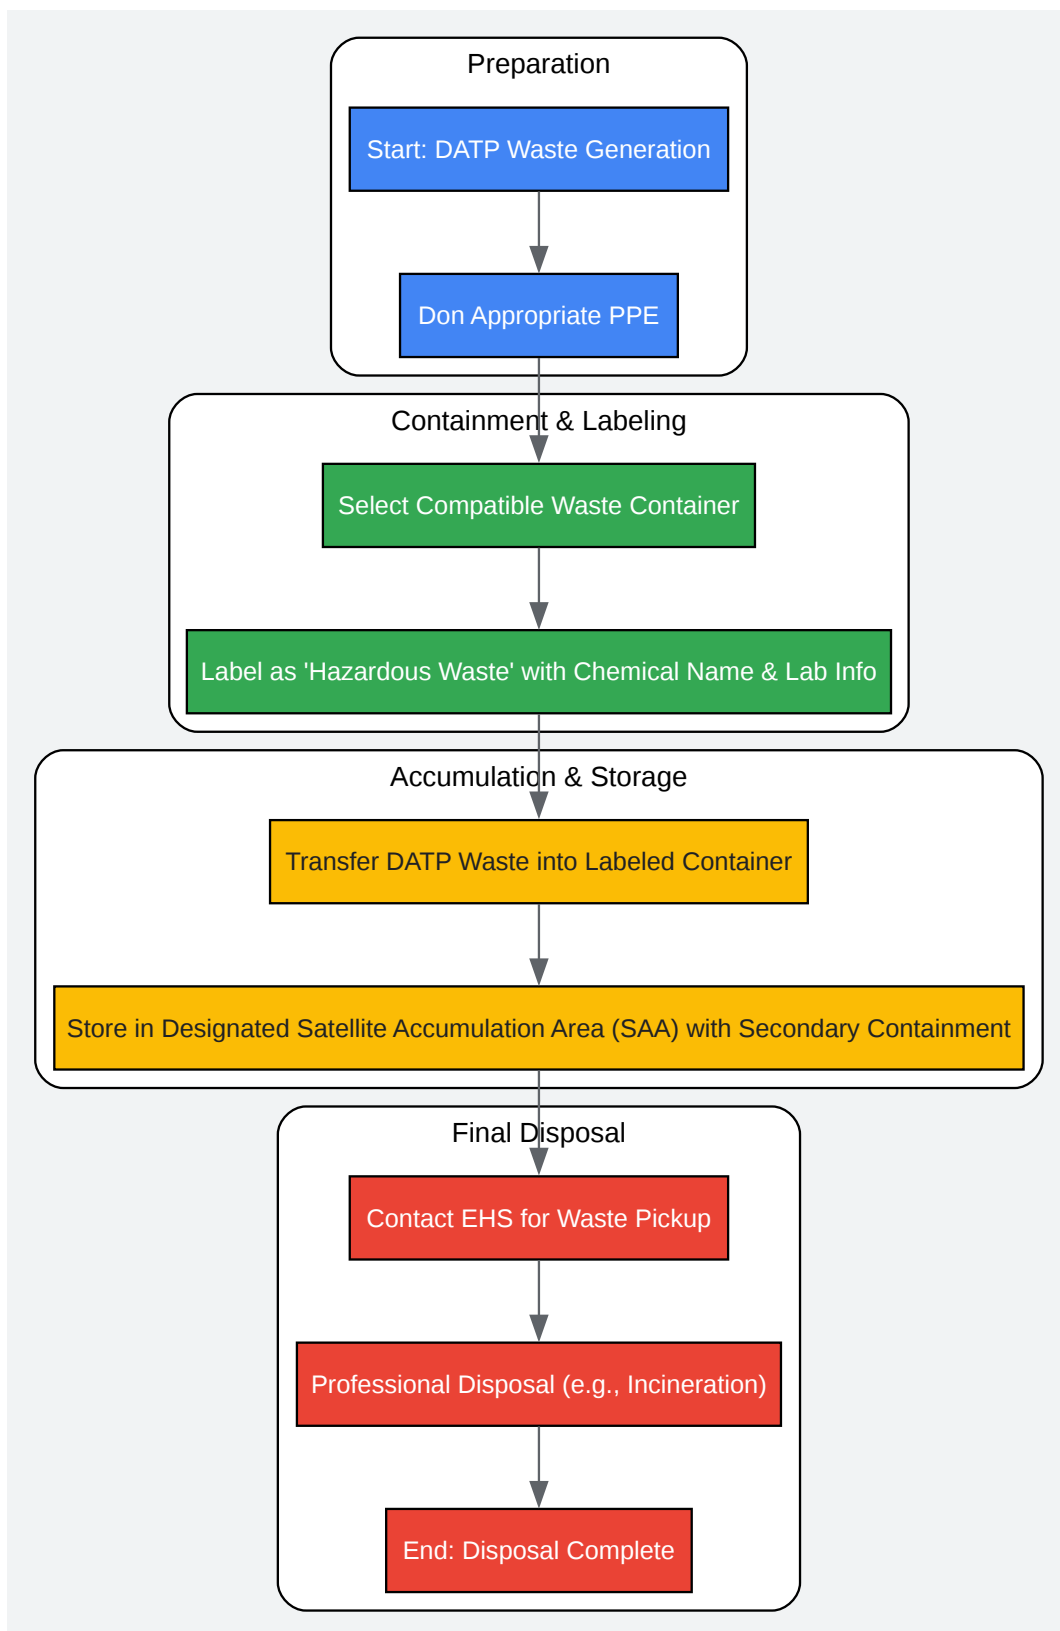 Preparation
Start: DATP Waste Generation
Don Appropriate PPE
Containment & Labeling
Select Compatible Waste Container
Label as 'Hazardous Waste' with Chemical Name & Lab Info
Accumulation & Storage
Transfer DATP Waste into Labeled Container
Store in Designated Satellite Accumulation Area (SAA) with Secondary Containment
Final Disposal
Contact EHS for Waste Pickup
Professional Disposal (e.g., Incineration)
End: Disposal Complete